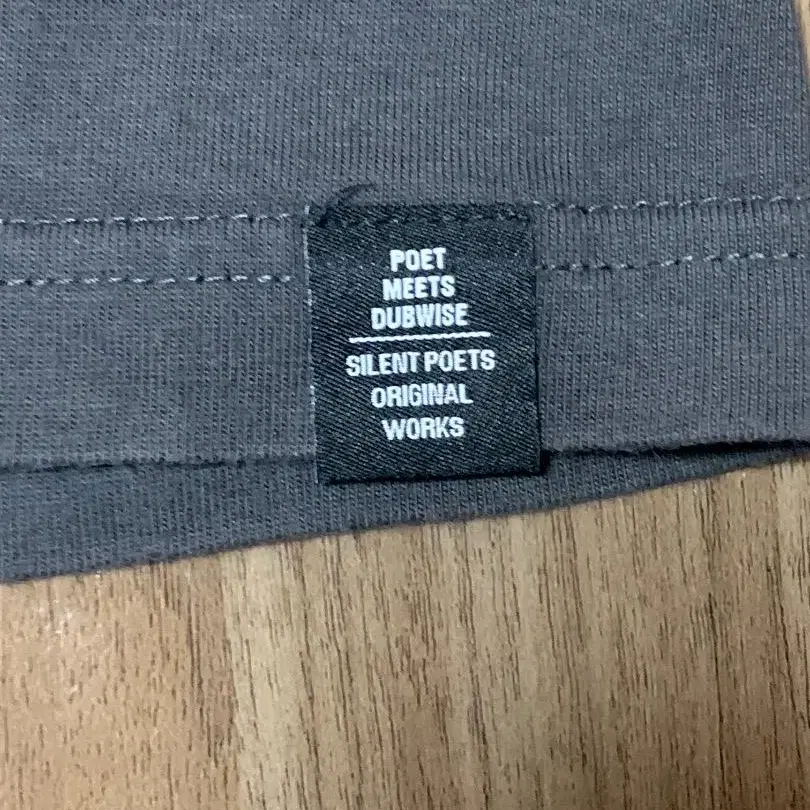 POET
MEETS
DUBWISE
SILENT POETS
ORIGINAL
WORKS